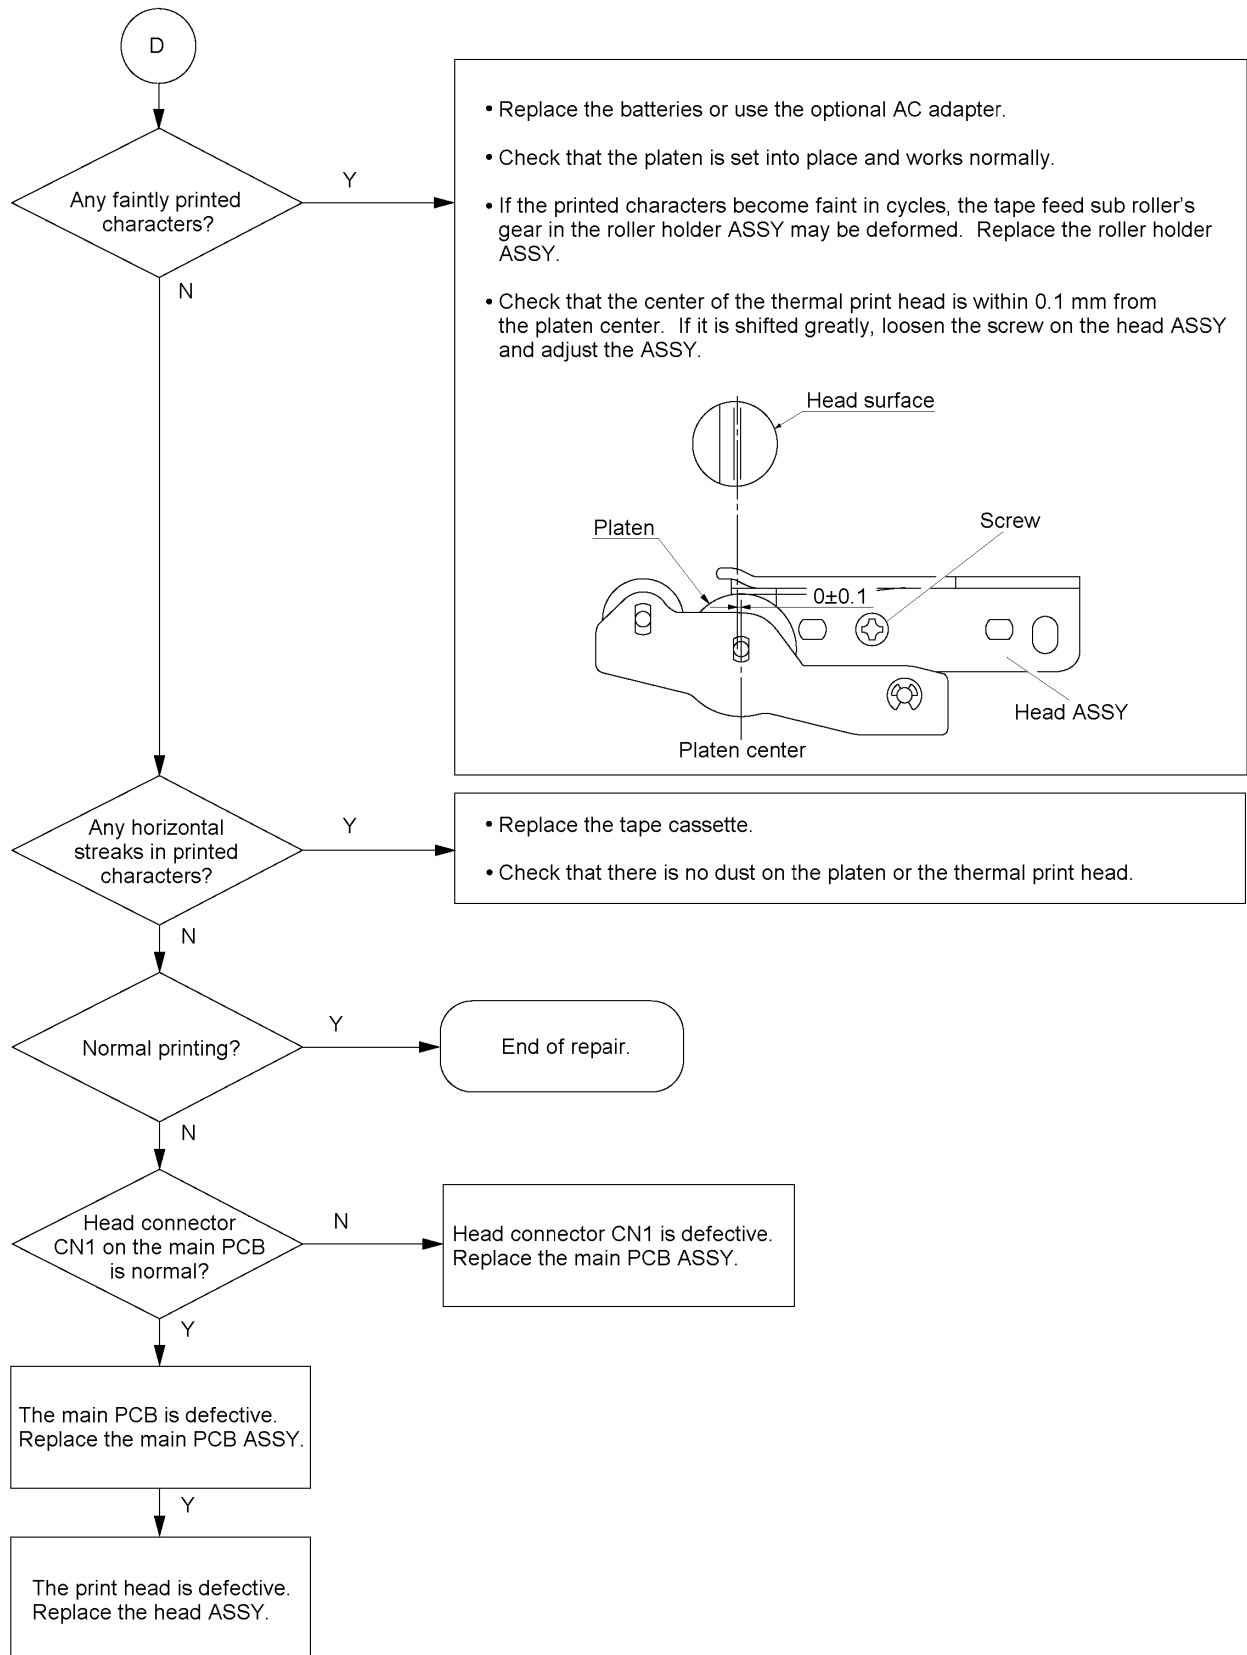 D
Any faintly printed
characters?
Y
N
• Replace the batteries or use the optional AC adapter.
• Check that the platen is set into place and works normally.
• If the printed characters become faint in cycles, the tape feed sub roller's
gear in the roller holder ASSY may be deformed.  Replace the roller holder
ASSY.
• Check that the center of the thermal print head is within 0.1 mm from
the platen center.  If it is shifted greatly, loosen the screw on the head ASSY
and adjust the ASSY.
Head surface
Platen
Screw
0±0.1
Head ASSY
Platen center
Any horizontal
streaks in printed
characters?
Y
N
• Replace the tape cassette.
• Check that there is no dust on the platen or the thermal print head.
Normal printing?
Y
N
End of repair.
Head connector
CN1 on the main PCB
is normal?
N
Y
Head connector CN1 is defective.
Replace the main PCB ASSY.
The main PCB is defective.
Replace the main PCB ASSY.
Y
The print head is defective.
Replace the head ASSY.